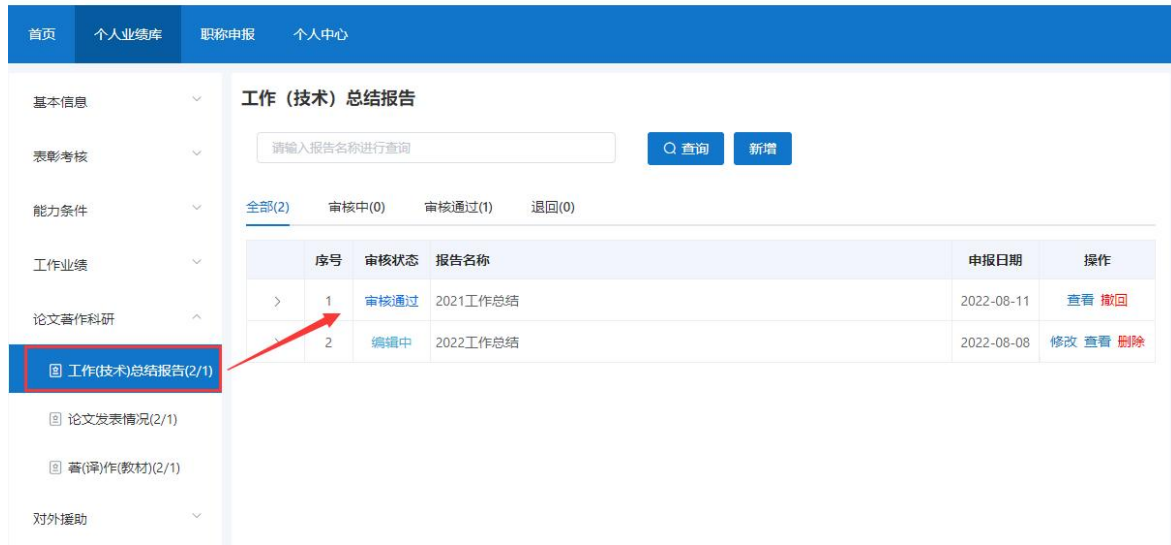 首页 个人业绩库 职称申报 个人中心
基本信息
表彰考核
能力条件
工作业绩
论文著作科研
工作(技术)总结报告(2/1)
论文发表情况(2/1)
著(译)作(教材)(2/1)
对外援助
工作（技术）总结报告
请输入报告名称进行查询 查询 新增
全部(2) 审核中(0) 审核通过(1) 退回(0)
序号 审核状态 报告名称 申报日期 操作
1 审核通过 2021工作总结 2022-08-11 查看 撤回
2 编辑中 2022工作总结 2022-08-08 修改 查看 删除